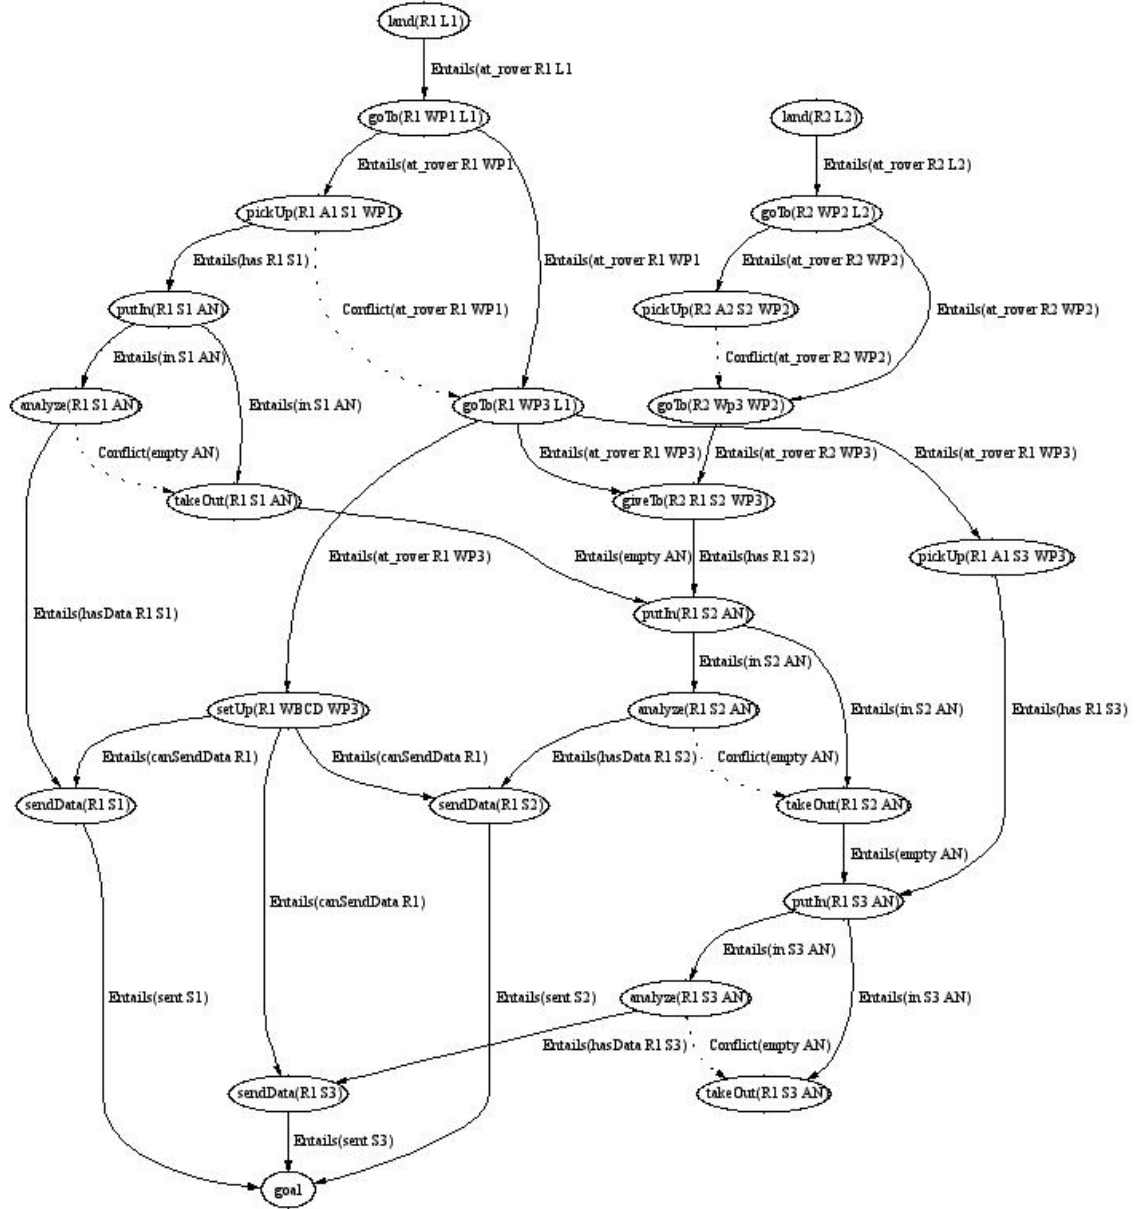 land(R1 L1)
Entails(at_rover R1 L1
goTo(R1 WP1 L1)
land(R2 L2)
Entails(at_rover R1 WP1
Entails(at_rover R2 L2)
pickUp(R1 A1 S1 WP1)
goTo(R2 WP2 L2)
Entails(has R1 S1)
Entails(at_rover R1 WP1
Entails(at_rover R2 WP2)
putIn(R1 S1 AN)
Conflict(at_rover R1 WP1)
pickUp(R2 A2 S2 WP2)
Entails(at_rover R2 WP2)
Entails(in S1 AN)
Conflict(at_rover R2 WP2)
analyze(R1 S1 AN)
Entails(in S1 AN)
goTo(R1 WP3 L1)
goTo(R2 Wp3 WP2)
Conflict(empty AN)
Entails(at_rover R1 WP3)
Entails(at_rover R2 WP3)
Entails(at_rover R1 WP3)
takeOut(R1 S1 AN)
giveTo(R2 R1 S2 WP3)
Entails(at_rover R1 WP3)
Entails(empty AN)
Entails(has R1 S2)
pickUp(R1 A1 S3 WP3)
Entails(hasData R1 S1)
putIn(R1 S2 AN)
Entails(in S2 AN)
setUp(R1 WBCD WP3)
analyze(R1 S2 AN)
Entails(in S2 AN)
Entails(has R1 S3)
Entails(canSendData R1)
Entails(canSendData R1)
Entails(hasData R1 S2)
Conflict(empty AN)
sendData(R1 S1)
sendData(R1 S2)
takeOut(R1 S2 AN)
Entails(empty AN)
Entails(canSendData R1)
putIn(R1 S3 AN)
Entails(in S3 AN)
Entails(sent S1)
Entails(sent S2)
analyze(R1 S3 AN)
Entails(in S3 AN)
Entails(hasData R1 S3)
Conflict(empty AN)
sendData(R1 S3)
takeOut(R1 S3 AN)
Entails(sent S3)
goal